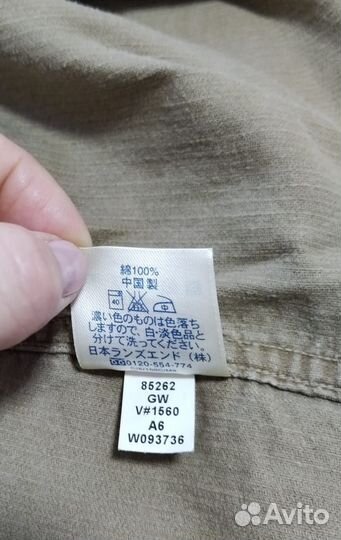 綿100%
中国製
40
濃い色のものは色落ち
しますので、白・淡色品と
分けて洗ってください。
日本ランズエンド(株)
0120-554-774
85262
GW
V#1560
A6
W093736
Avito